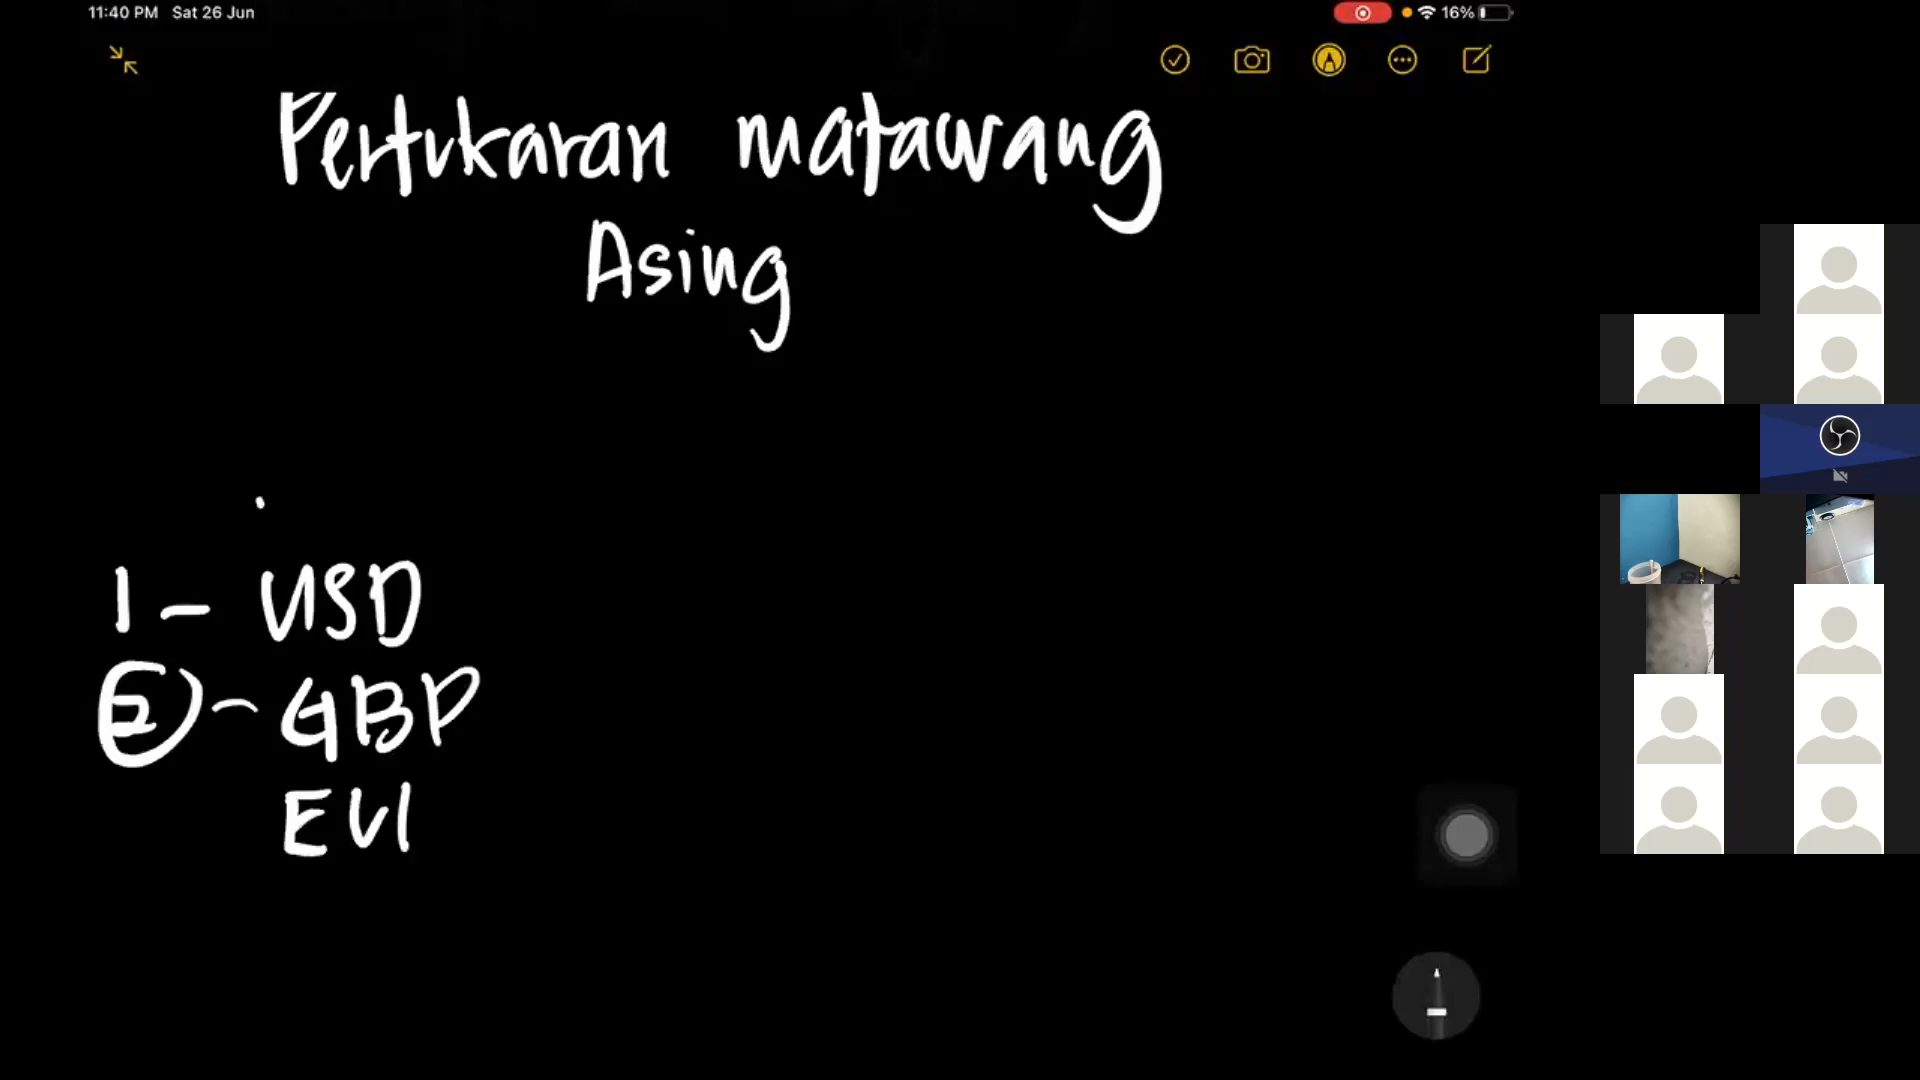 11:40 PM Sat 26 Jun 16%
Pertukaran matawang
Asing
1 - USD
2 - GBP
EU